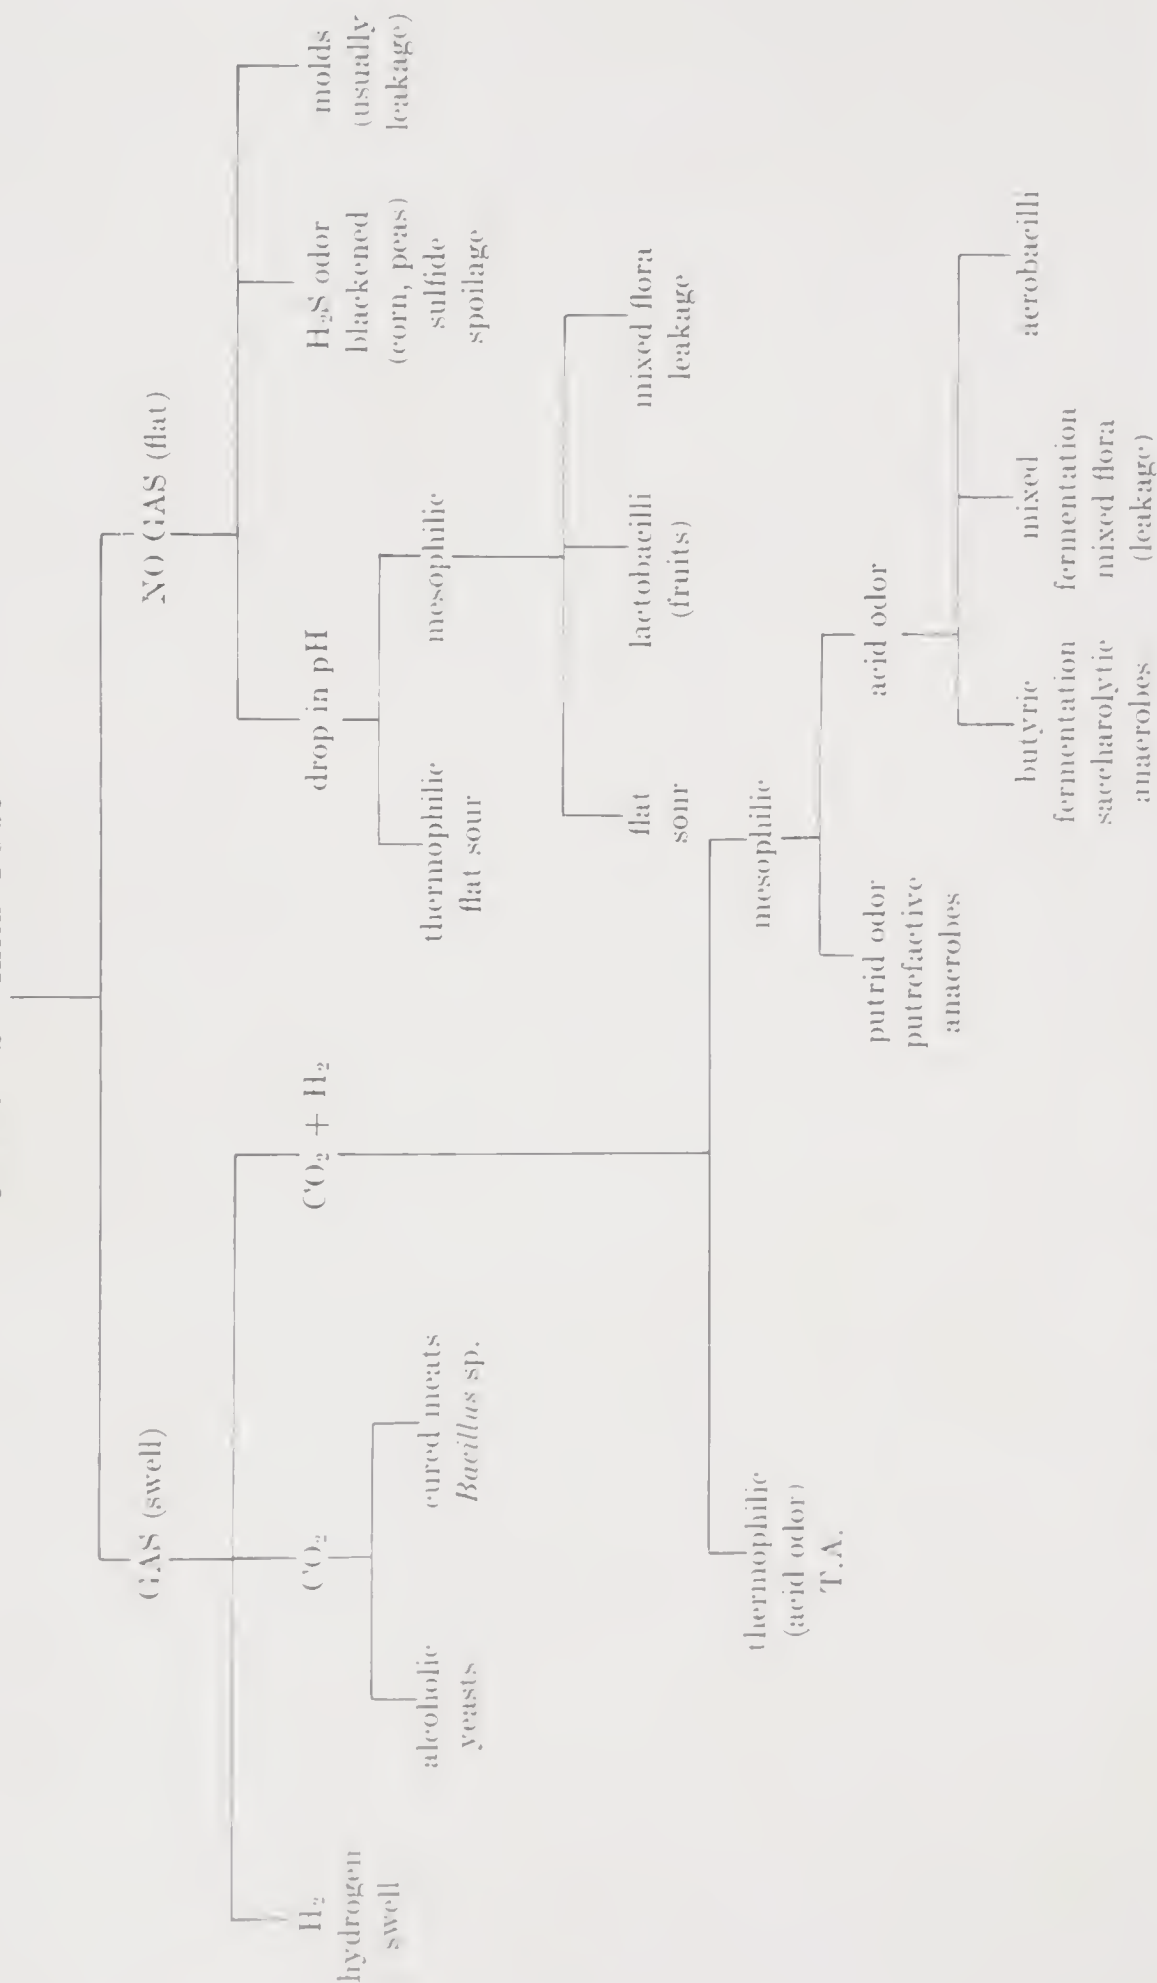 GAS (swell)
NO GAS (flat)
H₂
hydrogen
swell
CO₂
CO₂ + H₂
drop in pH
H₂S odor
blackened
(corn, peas)
sulfide
spoilage
molds
(usually
leakage)
alcoholic
yeasts
cured meats
Bacillus sp.
thermophilic
flat sour
mesophilic
flat
sour
lactobacilli
(fruits)
mixed flora
leakage
thermophilic
(acid odor)
T.A.
mesophilic
putrid odor
putrefactive
anaerobes
acid odor
butyric
fermentation
saccharolytic
anaerobes
mixed
fermentation
mixed flora
(leakage)
aerobacilli